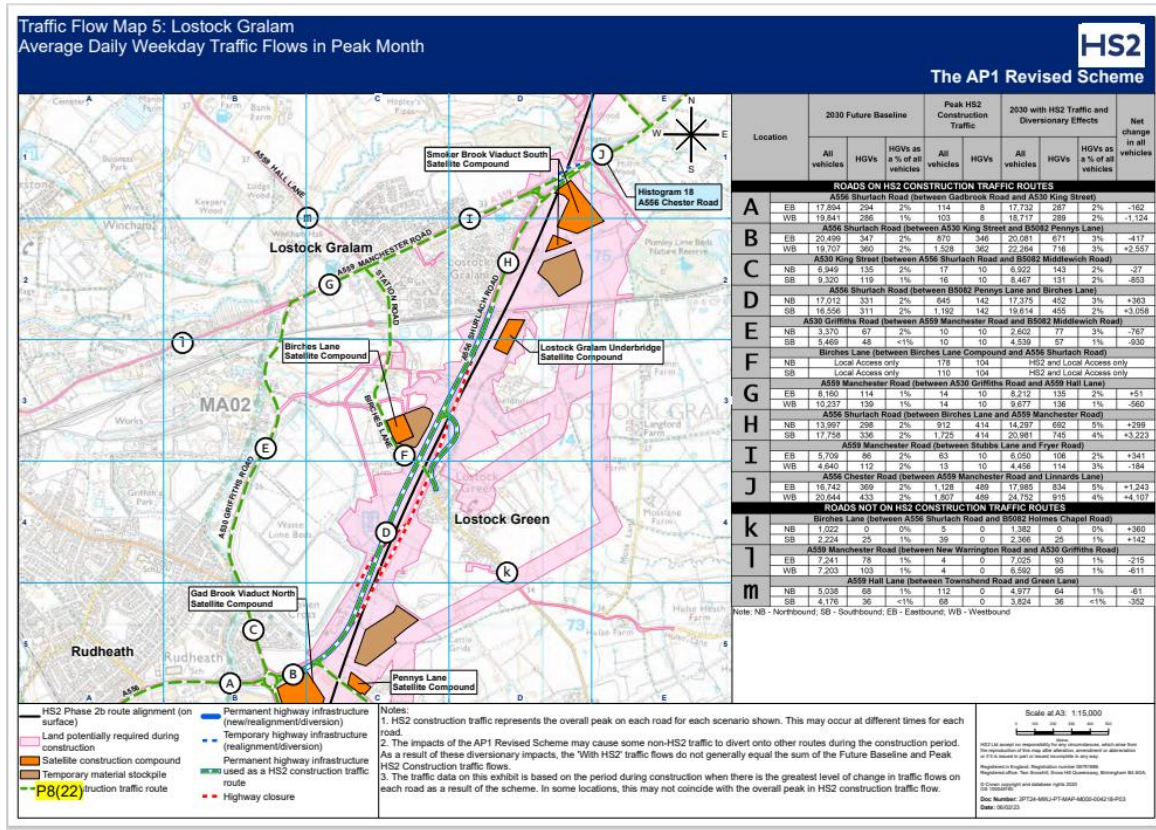 Traffic Flow Map 5: Lostock Gralam
Average Daily Weekday Traffic Flows in Peak Month
HS2
The AP1 Revised Scheme
Smoker Brook Viaduct South
Satellite Compound
Histogram 18
A556 Chester Road
A559 HALL LANE
Lostock Gralam
A559 MANCHESTER ROAD
STATION ROAD
A556 SHURLACH ROAD
Birches Lane
Satellite Compound
Lostock Gralam Underbridge
Satellite Compound
MA02
BIRCHES LANE
A530 GRIFFITHS ROAD
Lostock Green
Gad Brook Viaduct North
Satellite Compound
Rudheath
A556
Pennys Lane
Satellite Compound
Location
2030 Future Baseline
Peak HS2 Construction Traffic
2030 with HS2 Traffic and Diversionary Effects
Net change in all vehicles
All vehicles HGVs HGVs as a % of all vehicles All vehicles HGVs All vehicles HGVs HGVs as a % of all vehicles
ROADS ON HS2 CONSTRUCTION TRAFFIC ROUTES
A A556 Shurlach Road (between Gadbrook Road and A530 King Street)
EB 17,894 294 2% 114 8 17,732 287 2% -162
WB 19,841 286 1% 103 8 18,717 289 2% -1,124
B A556 Shurlach Road (between A530 King Street and B5082 Pennys Lane)
EB 20,499 347 2% 870 346 20,081 671 3% -417
WB 19,707 360 2% 1,528 362 22,264 716 3% +2,557
C A530 King Street (between A556 Shurlach Road and B5082 Middlewich Road)
NB 6,949 135 2% 17 10 6,922 143 2% -27
SB 9,320 119 1% 16 10 8,467 131 2% -853
D A556 Shurlach Road (between B5082 Pennys Lane and Birches Lane)
NB 17,012 331 2% 645 142 17,375 452 3% +363
SB 16,556 311 2% 1,192 142 19,614 455 2% +3,058
E A530 Griffiths Road (between A559 Manchester Road and B5082 Middlewich Road)
NB 3,370 67 2% 10 10 2,602 77 3% -767
SB 5,469 48 <1% 10 10 4,539 57 1% -930
F Birches Lane (between Birches Lane Compound and A556 Shurlach Road)
NB Local Access only 178 104 HS2 and Local Access only
SB Local Access only 110 104 HS2 and Local Access only
G A559 Manchester Road (between A530 Griffiths Road and A559 Hall Lane)
EB 8,160 114 1% 14 10 8,212 135 2% +51
WB 10,237 139 1% 14 10 9,677 136 1% -560
H A556 Shurlach Road (between Birches Lane and A559 Manchester Road)
NB 13,997 298 2% 912 414 14,297 692 5% +299
SB 17,758 336 2% 1,725 414 20,981 745 4% +3,223
I A559 Manchester Road (between Stubbs Lane and Fryer Road)
EB 5,709 86 2% 63 10 6,050 106 2% +341
WB 4,640 112 2% 13 10 4,456 114 3% -184
J A556 Chester Road (between A559 Manchester Road and Linnards Lane)
EB 16,742 369 2% 1,128 489 17,985 834 5% +1,243
WB 20,644 433 2% 1,807 489 24,752 915 4% +4,107
ROADS NOT ON HS2 CONSTRUCTION TRAFFIC ROUTES
k Birches Lane (between A556 Shurlach Road and B5082 Holmes Chapel Road)
NB 1,022 0 0% 5 0 1,382 0 0% +360
SB 2,224 25 1% 39 0 2,366 25 1% +142
l A559 Manchester Road (between New Warrington Road and A530 Griffiths Road)
EB 7,241 78 1% 4 0 7,025 93 1% -215
WB 7,203 103 1% 4 0 6,592 95 1% -611
m A559 Hall Lane (between Townshend Road and Green Lane)
NB 5,038 68 1% 112 0 4,977 64 1% -61
SB 4,176 36 <1% 68 0 3,824 36 <1% -352
Note: NB - Northbound; SB - Southbound; EB - Eastbound; WB - Westbound
HS2 Phase 2b route alignment (on surface)
Land potentially required during construction
Satellite construction compound
Temporary material stockpile
P8(22)
Permanent highway infrastructure (new/realignment/diversion)
Temporary highway infrastructure (realignment/diversion)
Permanent highway infrastructure used as a HS2 construction traffic route
Highway closure
Notes:
1. HS2 construction traffic represents the overall peak on each road for each scenario shown. This may occur at different times for each
road.
2. The impacts of the AP1 Revised Scheme may cause some non-HS2 traffic to divert onto other routes during the construction period.
As a result of these diversionary impacts, the "With HS2" traffic flows do not generally equal the sum of the Future Baseline and Peak
HS2 Construction traffic flows.
3. The traffic data on this exhibit is based on the period during construction when there is the greatest level of change in traffic flows on
each road as a result of the scheme. In some locations, this may not coincide with the overall peak in HS2 construction traffic flow.
Scale at A3: 1:15,000
Date: 06/02/23